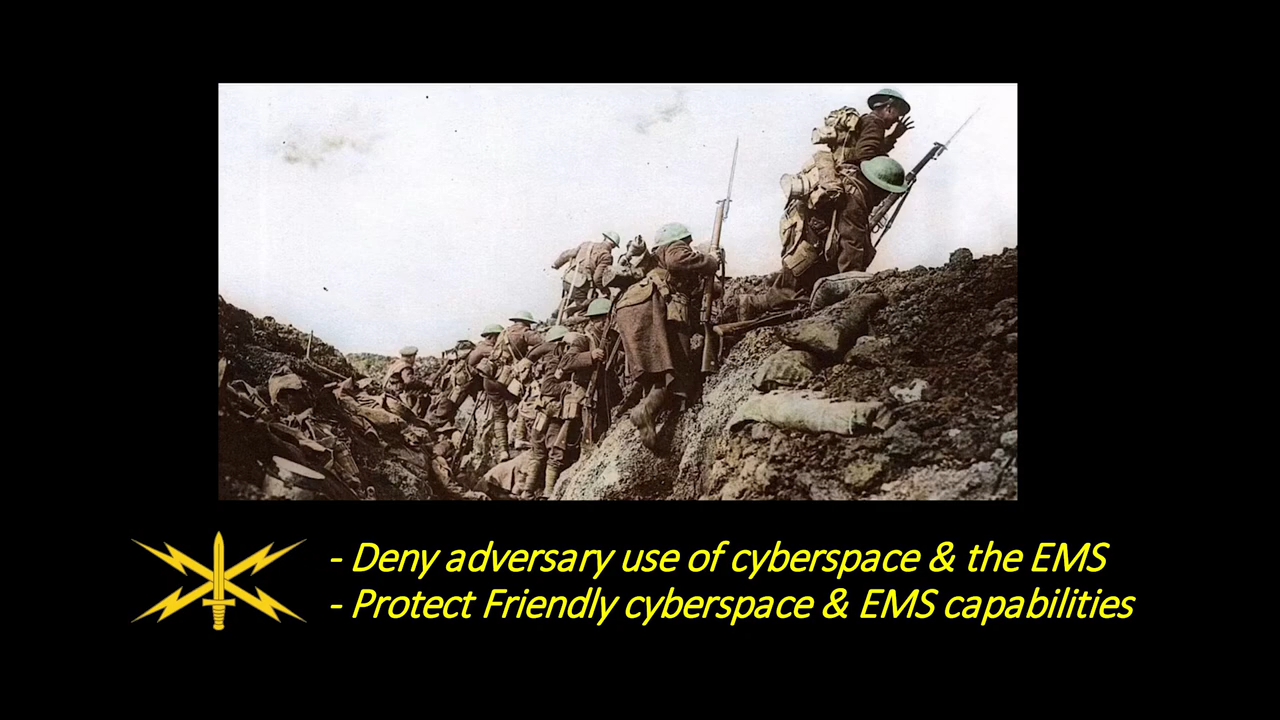 - Deny adversary use of cyberspace & the EMS
- Protect Friendly cyberspace & EMS capabilities